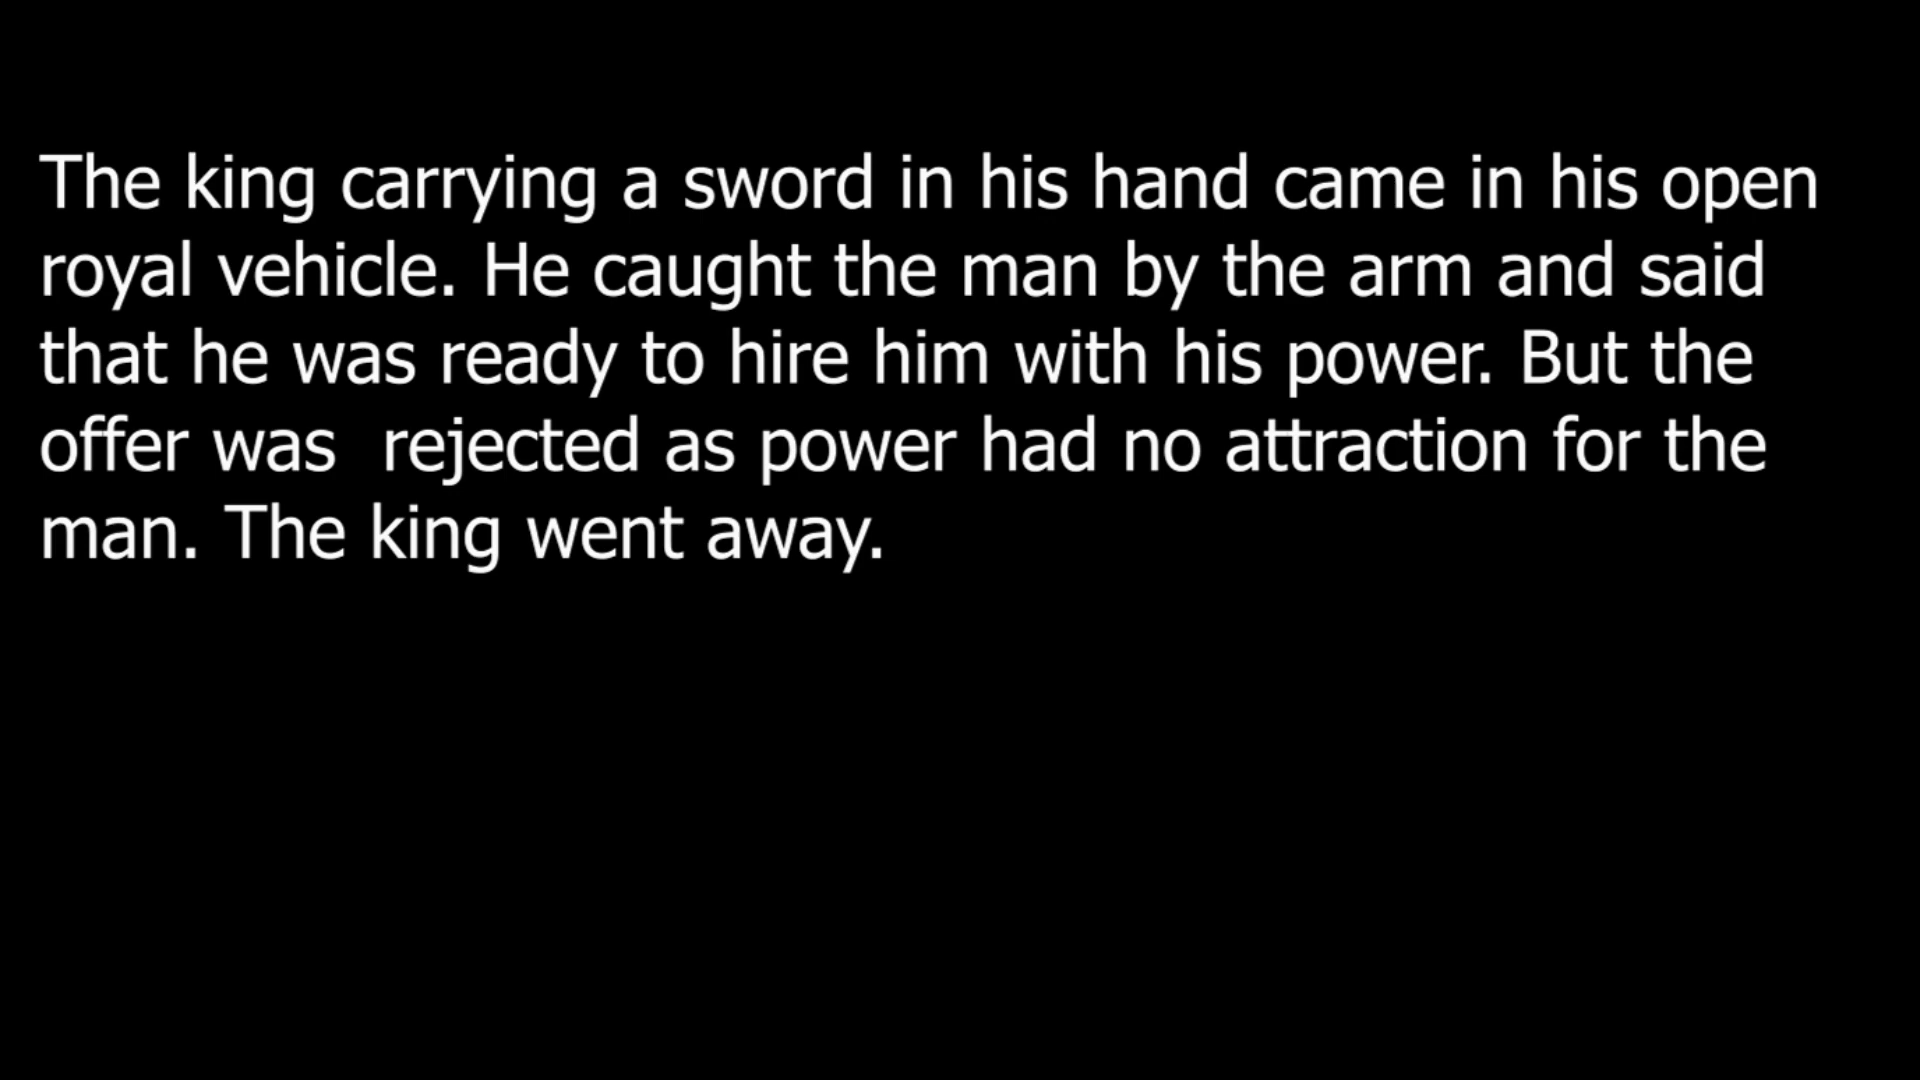 The king carrying a sword in his hand came in his open
royal vehicle. He caught the man by the arm and said
that he was ready to hire him with his power. But the
offer was  rejected as power had no attraction for the
man. The king went away.